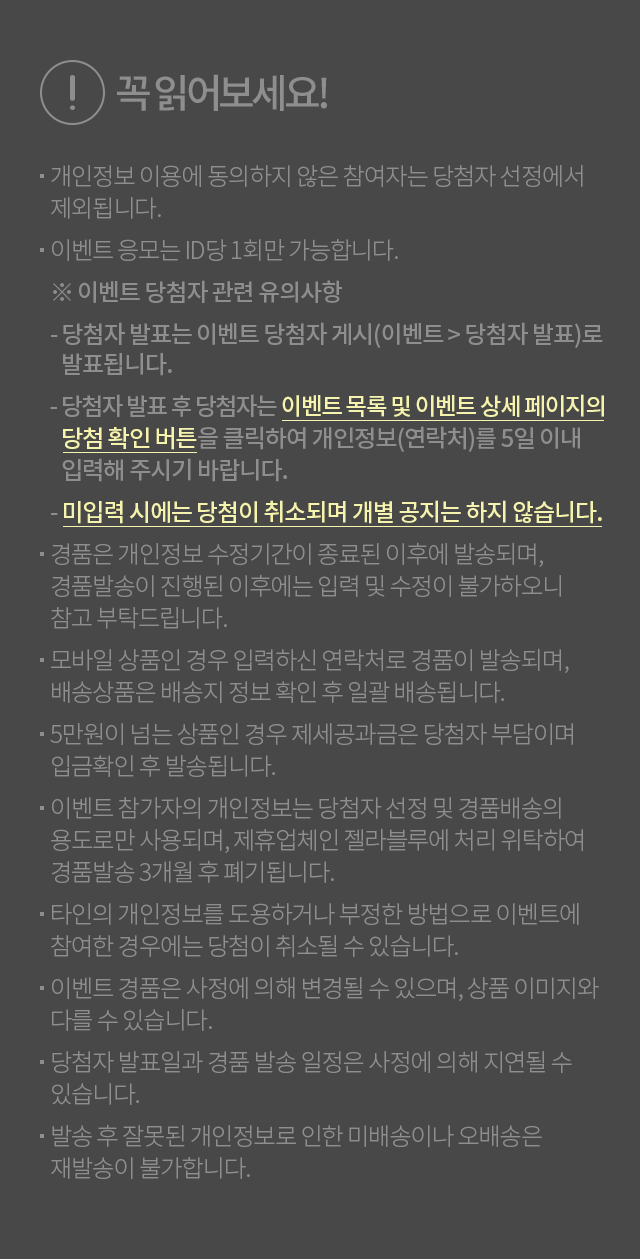 꼭 읽어보세요!
· 개인정보 이용에 동의하지 않은 참여자는 당첨자 선정에서
제외됩니다.
· 이벤트 응모는 ID당 1회만 가능합니다.
※ 이벤트 당첨자 관련 유의사항
- 당첨자 발표는 이벤트 당첨자 게시(이벤트 > 당첨자 발표)로
발표됩니다.
- 당첨자 발표 후 당첨자는 이벤트 목록 및 이벤트 상세 페이지의
당첨 확인 버튼을 클릭하여 개인정보(연락처)를 5일 이내
입력해 주시기 바랍니다.
- 미입력 시에는 당첨이 취소되며 개별 공지는 하지 않습니다.
· 경품은 개인정보 수정기간이 종료된 이후에 발송되며,
경품발송이 진행된 이후에는 입력 및 수정이 불가하오니
참고 부탁드립니다.
· 모바일 상품인 경우 입력하신 연락처로 경품이 발송되며,
배송상품은 배송지 정보 확인 후 일괄 배송됩니다.
· 5만원이 넘는 상품인 경우 제세공과금은 당첨자 부담이며
입금확인 후 발송됩니다.
· 이벤트 참가자의 개인정보는 당첨자 선정 및 경품배송의
용도로만 사용되며, 제휴업체인 젤라블루에 처리 위탁하여
경품발송 3개월 후 폐기됩니다.
· 타인의 개인정보를 도용하거나 부정한 방법으로 이벤트에
참여한 경우에는 당첨이 취소될 수 있습니다.
· 이벤트 경품은 사정에 의해 변경될 수 있으며, 상품 이미지와
다를 수 있습니다.
· 당첨자 발표일과 경품 발송 일정은 사정에 의해 지연될 수
있습니다.
· 발송 후 잘못된 개인정보로 인한 미배송이나 오배송은
재발송이 불가합니다.